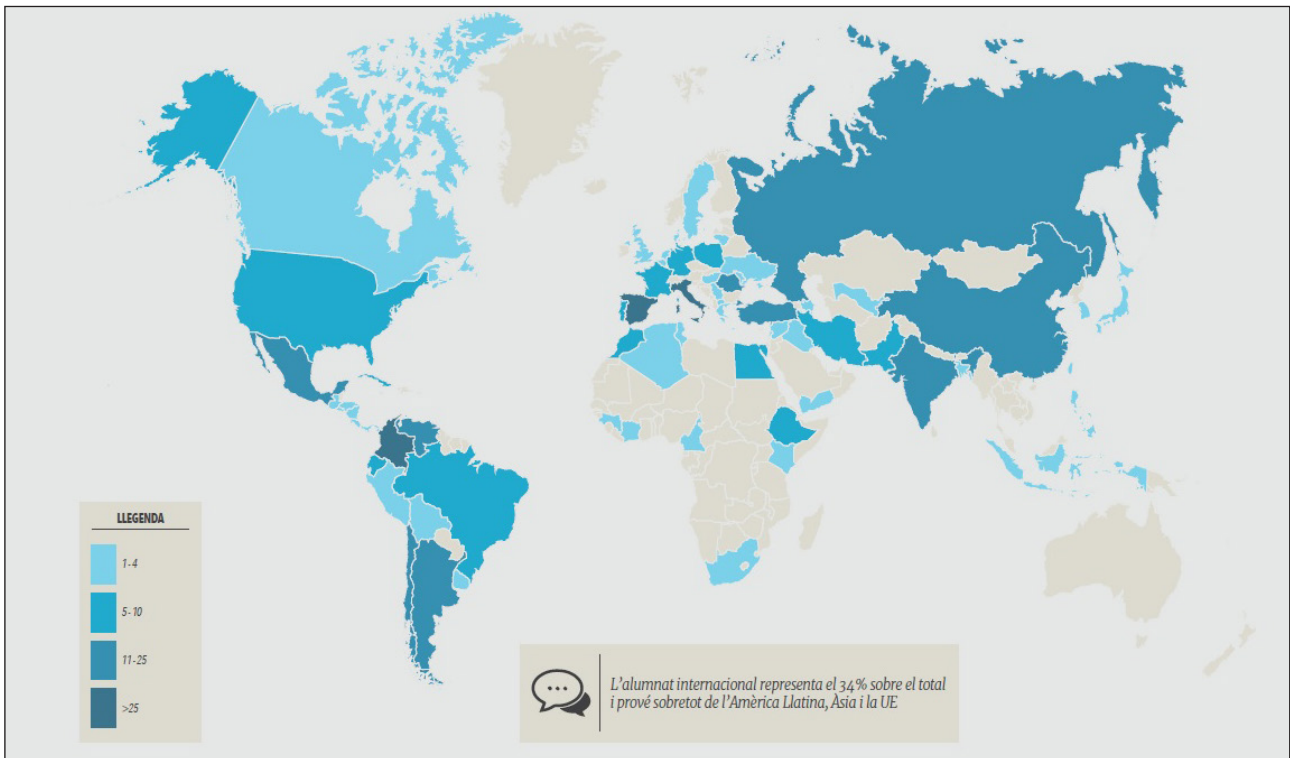 LLEGENDA
1 - 4
5 - 10
11 - 25
>25
L’alumnat internacional representa el 34% sobre el total
i prové sobretot de l’Amèrica Llatina, Àsia i la UE